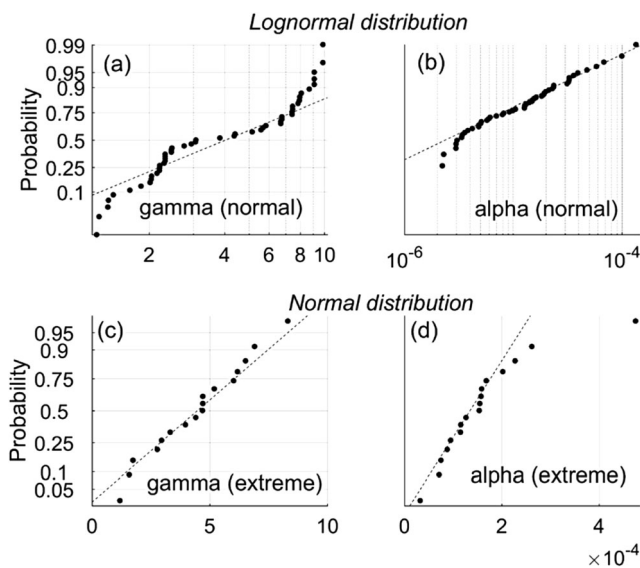 Lognormal distribution
(a)
(b)
0.99
0.95
0.9
0.75
0.5
0.25
0.1
Probability
gamma (normal)
alpha (normal)
2 4 6 8 10
10^-6 10^-4
Normal distribution
(c)
(d)
0.95
0.9
0.75
0.5
0.25
0.1
0.05
Probability
gamma (extreme)
alpha (extreme)
0 5 10
0 2 4
×10^-4